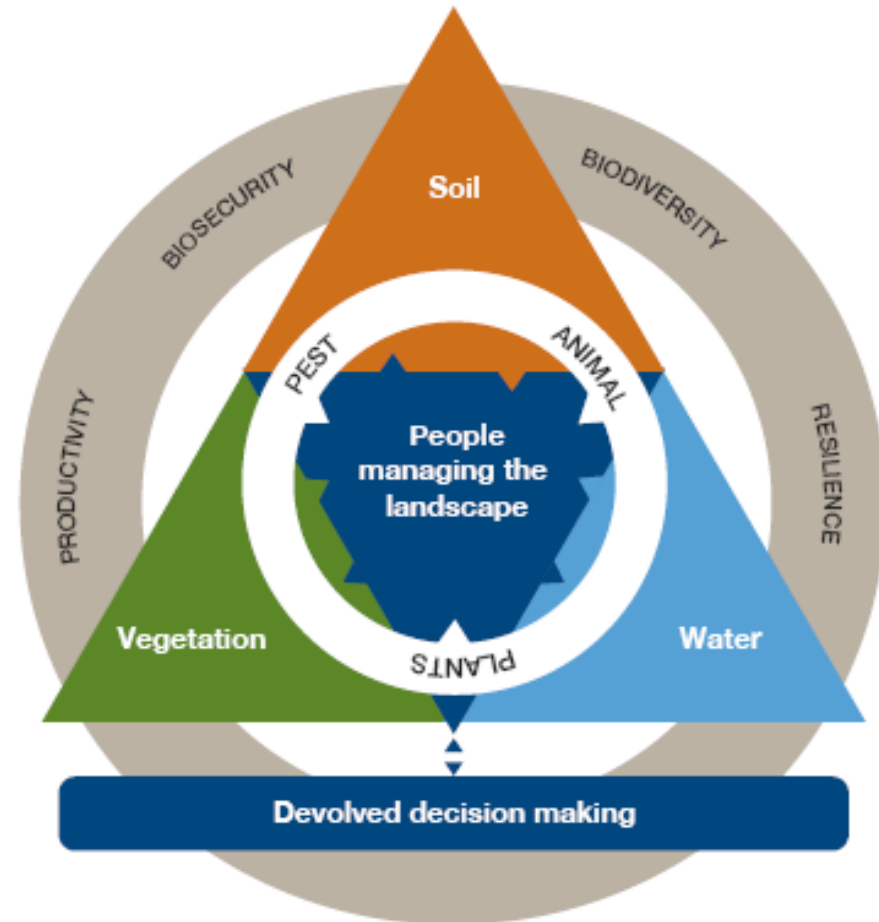 BIOSECURITY
BIODIVERSITY
Soil
PEST
ANIMAL
PRODUCTIVITY
RESILIENCE
People
managing the
landscape
Vegetation
Water
PLANTS
Devolved decision making